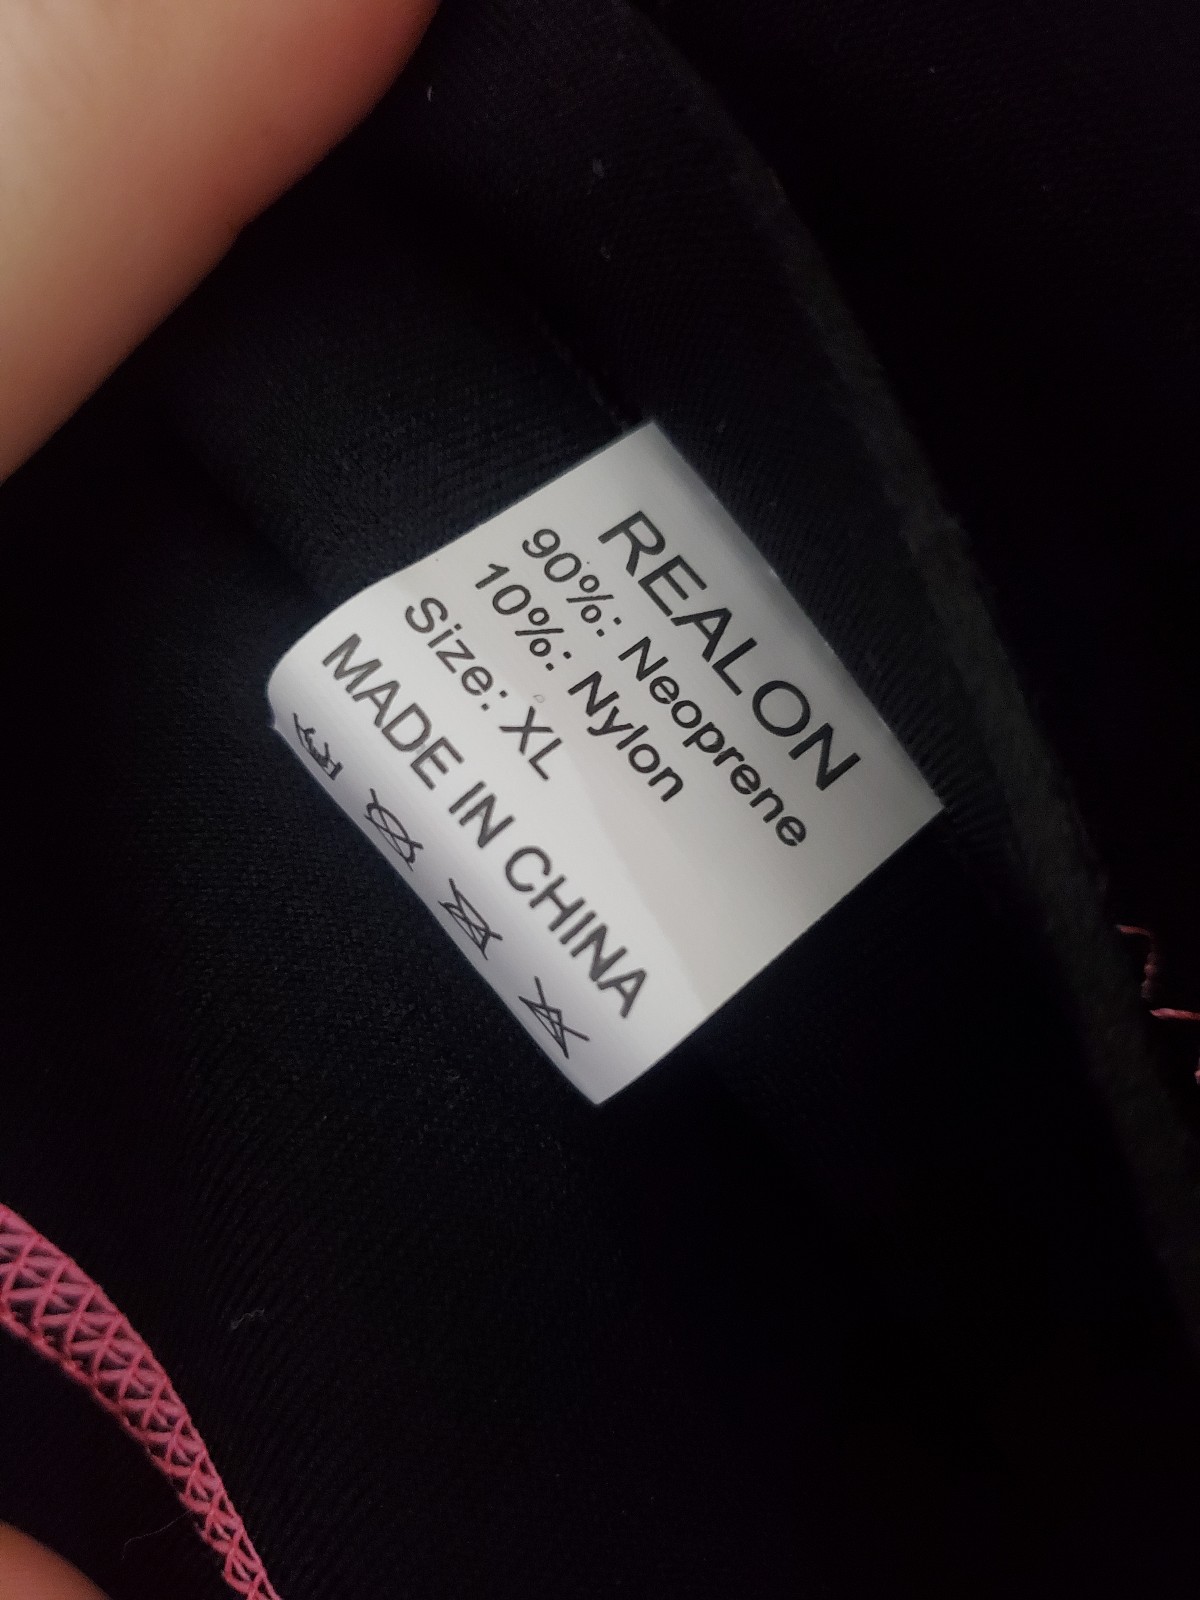 REALON
90%: Neoprene
10%: Nylon
Size: XL
MADE IN CHINA